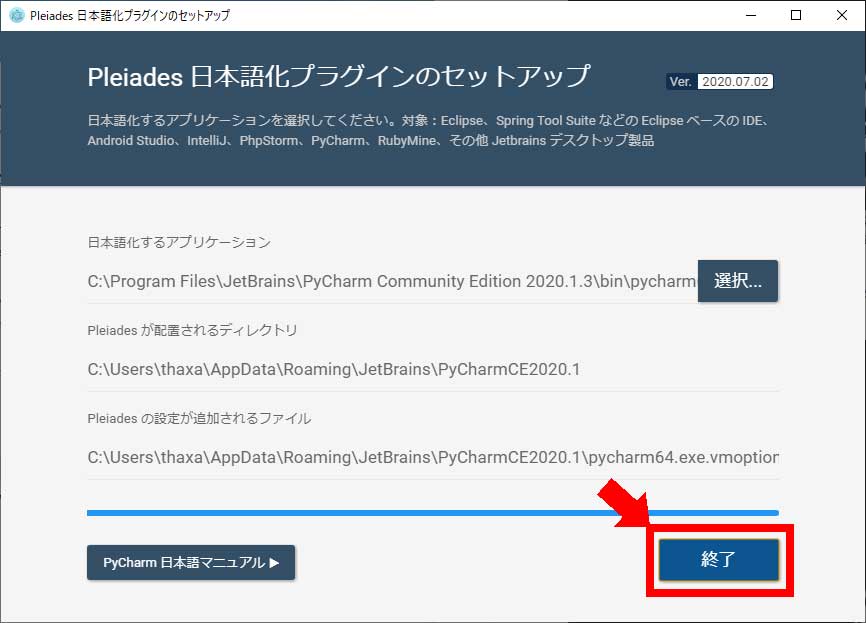 Pleiades 日本語化プラグインのセットアップ
Pleiades 日本語化プラグインのセットアップ
Ver. 2020.07.02
日本語化するアプリケーションを選択してください。対象：Eclipse、Spring Tool Suite などの Eclipse ベースの IDE、
Android Studio、IntelliJ、PhpStorm、PyCharm、RubyMine、その他 Jetbrains デスクトップ製品
日本語化するアプリケーション
C:\Program Files\JetBrains\PyCharm Community Edition 2020.1.3\bin\pycharm
選択...
Pleiades が配置されるディレクトリ
C:\Users\thaxa\AppData\Roaming\JetBrains\PyCharmCE2020.1
Pleiades の設定が追加されるファイル
C:\Users\thaxa\AppData\Roaming\JetBrains\PyCharmCE2020.1\pycharm64.exe.vmoption
PyCharm 日本語マニュアル ▶
終了